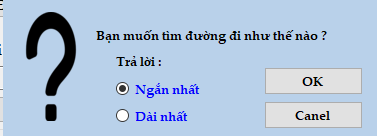 Bạn muốn tìm đường đi như thế nào ?
Trả lời :
Ngắn nhất
OK
Dài nhất
Canel